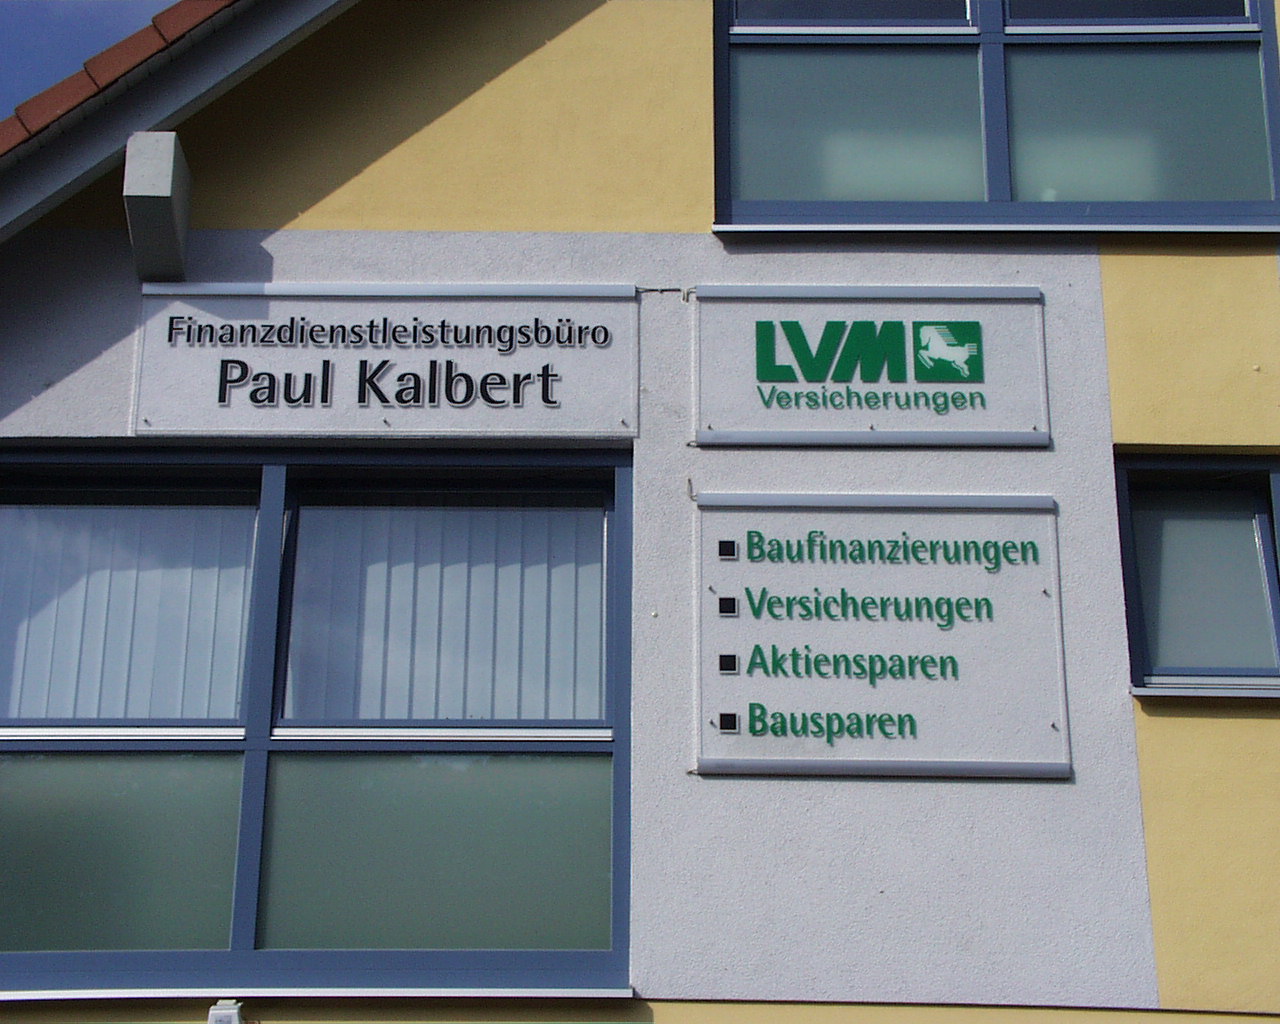 Finanzdienstleistungsbüro
Paul Kalbert
LVM
Versicherungen
Baufinanzierungen
Versicherungen
Aktiensparen
Bausparen